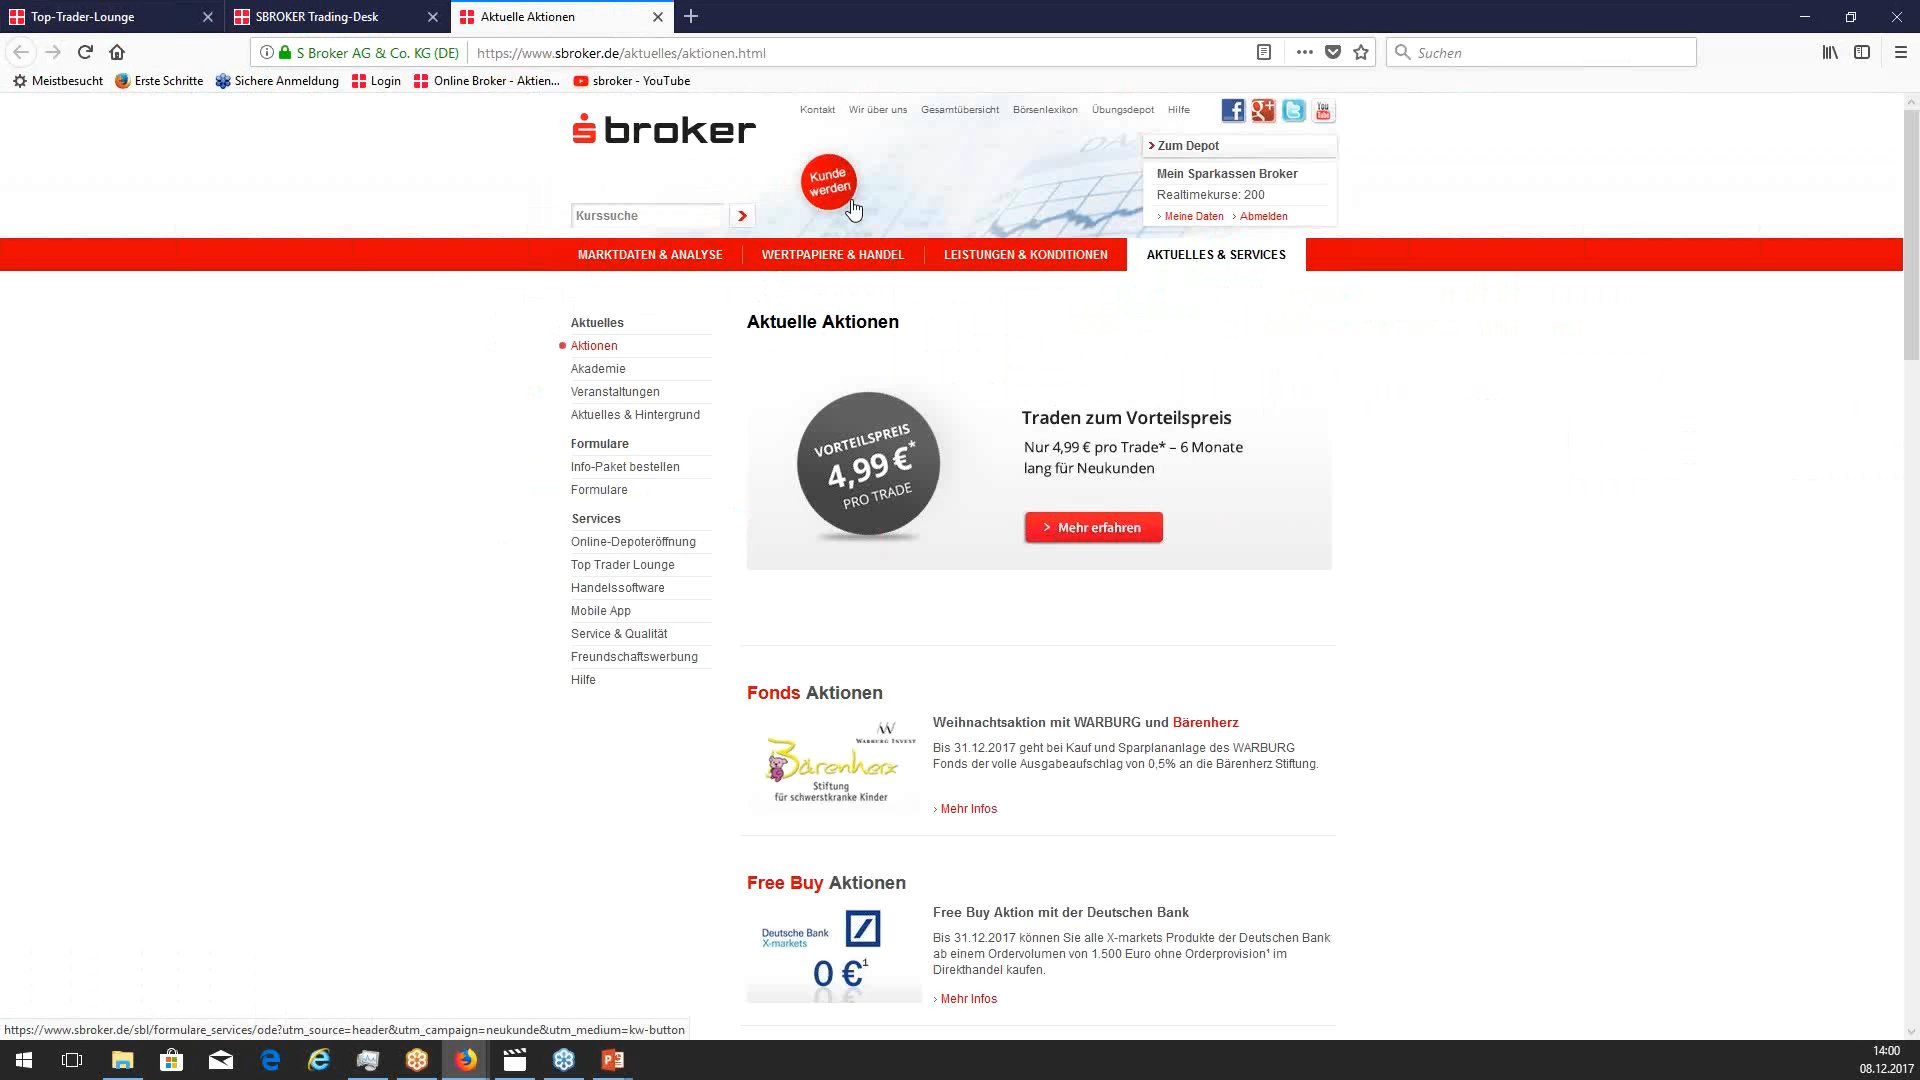 Top-Trader-Lounge
SBROKER Trading-Desk
Aktuelle Aktionen
S Broker AG & Co. KG (DE)
https://www.sbroker.de/aktuelles/aktionen.html
Suchen
Meistbesucht
Erste Schritte
Sichere Anmeldung
Login
Online Broker - Aktien...
sbroker - YouTube
broker
Kontakt
Wir über uns
Gesamtübersicht
Börsenlexikon
Übungsdepot
Hilfe
You
Tube
Kunde
werden
Kurssuche
Zum Depot
Mein Sparkassen Broker
Realtimekurse: 200
Meine Daten
Abmelden
MARKTDATEN & ANALYSE
WERTPAPIERE & HANDEL
LEISTUNGEN & KONDITIONEN
AKTUELLES & SERVICES
Aktuelles
Aktionen
Akademie
Veranstaltungen
Aktuelles & Hintergrund
Formulare
Info-Paket bestellen
Formulare
Services
Online-Depoteröffnung
Top Trader Lounge
Handelssoftware
Mobile App
Service & Qualität
Freundschaftswerbung
Hilfe
Aktuelle Aktionen
VORTEILSPREIS
4,99 €*
PRO TRADE
Traden zum Vorteilspreis
Nur 4,99 € pro Trade* – 6 Monate
lang für Neukunden
Mehr erfahren
Fonds Aktionen
WARBURG INVEST
Bärenherz
Stiftung
für schwerstkranke Kinder
Weihnachtsaktion mit WARBURG und Bärenherz
Bis 31.12.2017 geht bei Kauf und Sparplananlage des WARBURG
Fonds der volle Ausgabeaufschlag von 0,5% an die Bärenherz Stiftung.
Mehr Infos
Free Buy Aktionen
Deutsche Bank
X-markets
0 €¹
Free Buy Aktion mit der Deutschen Bank
Bis 31.12.2017 können Sie alle X-markets Produkte der Deutschen Bank
ab einem Ordervolumen von 1.500 Euro ohne Orderprovision¹ im
Direkthandel kaufen.
Mehr Infos
https://www.sbroker.de/sbl/formulare_services/ode?utm_source=header&utm_campaign=neukunde&utm_medium=kw-button
14:00
08.12.2017